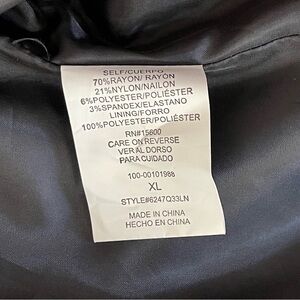 SELF/CUERPO
70%RAYON/ RAYÓN
21%NYLON/NAILON
6%POLYESTER/POLIÉSTER
3%SPANDEX/ELASTANO
LINING/FORRO
100%POLYESTER/POLIÉSTER
RN#15600
CARE ON REVERSE
VER AL DORSO
PARA CUIDADO
100-00101988
XL
STYLE#6247Q33LN
MADE IN CHINA
HECHO EN CHINA